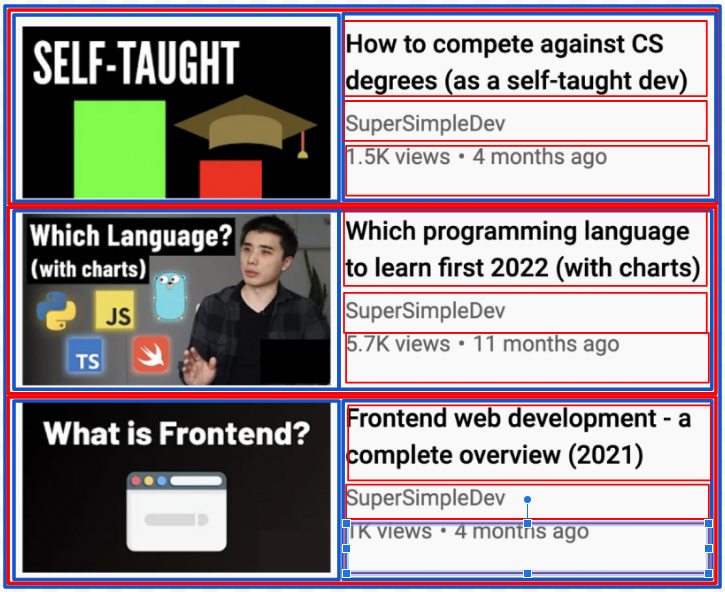 SELF-TAUGHT
How to compete against CS
degrees (as a self-taught dev)
SuperSimpleDev
1.5K views • 4 months ago
Which Language?
(with charts)
JS
TS
Which programming language
to learn first 2022 (with charts)
SuperSimpleDev
5.7K views • 11 months ago
What is Frontend?
Frontend web development - a
complete overview (2021)
SuperSimpleDev
1K views • 4 months ago